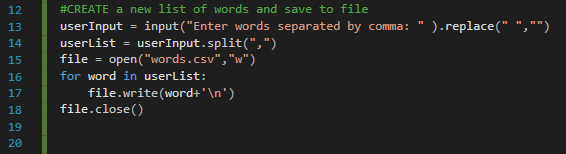 12 #CREATE a new list of words and save to file
13 userInput = input("Enter words separated by comma: " ).replace(" ","")
14 userList = userInput.split(",")
15 file = open("words.csv","w")
16 for word in userList:
17     file.write(word+'\n')
18 file.close()
19
20